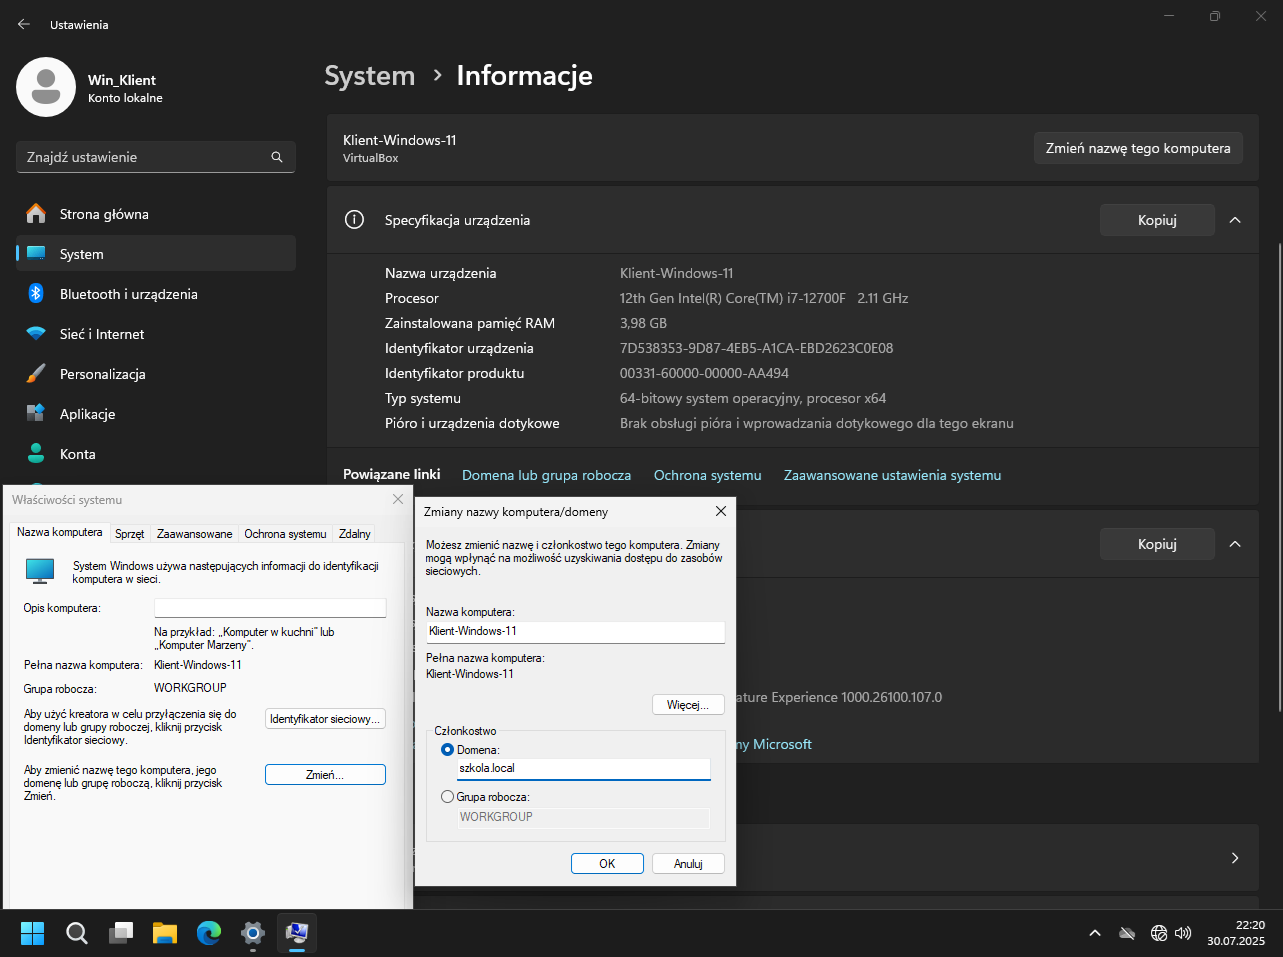 Ustawienia
Win_Klient
Konto lokalne
Znajdź ustawienie
Strona główna
System
Bluetooth i urządzenia
Sieć i Internet
Personalizacja
Aplikacje
Konta
System > Informacje
Klient-Windows-11
VirtualBox
Zmień nazwę tego komputera
Specyfikacja urządzenia
Kopiuj
Nazwa urządzenia Klient-Windows-11
Procesor 12th Gen Intel(R) Core(TM) i7-12700F 2.11 GHz
Zainstalowana pamięć RAM 3,98 GB
Identyfikator urządzenia 7D538353-9D87-4EB5-A1CA-EBD2623C0E08
Identyfikator produktu 00331-60000-00000-AA494
Typ systemu 64-bitowy system operacyjny, procesor x64
Pióro i urządzenia dotykowe Brak obsługi pióra i wprowadzania dotykowego dla tego ekranu
Powiązane linki Domena lub grupa robocza Ochrona systemu Zaawansowane ustawienia systemu
Kopiuj
ature Experience 1000.26100.107.0
ny Microsoft
Właściwości systemu
Nazwa komputera Sprzęt Zaawansowane Ochrona systemu Zdalny
System Windows używa następujących informacji do identyfikacji
komputera w sieci.
Opis komputera:
Na przykład: „Komputer w kuchni" lub
„Komputer Marzeny".
Pełna nazwa komputera: Klient-Windows-11
Grupa robocza: WORKGROUP
Aby użyć kreatora w celu przyłączenia się do
domeny lub grupy roboczej, kliknij przycisk
Identyfikator sieciowy.
Identyfikator sieciowy...
Aby zmienić nazwę tego komputera, jego
domenę lub grupę roboczą, kliknij przycisk
Zmień.
Zmień...
Zmiany nazwy komputera/domeny
Możesz zmienić nazwę i członkostwo tego komputera. Zmiany
mogą wpłynąć na możliwość uzyskiwania dostępu do zasobów
sieciowych.
Nazwa komputera:
Klient-Windows-11
Pełna nazwa komputera:
Klient-Windows-11
Więcej...
Członkostwo
Domena:
szkola.local
Grupa robocza:
WORKGROUP
OK Anuluj
22:20
30.07.2025